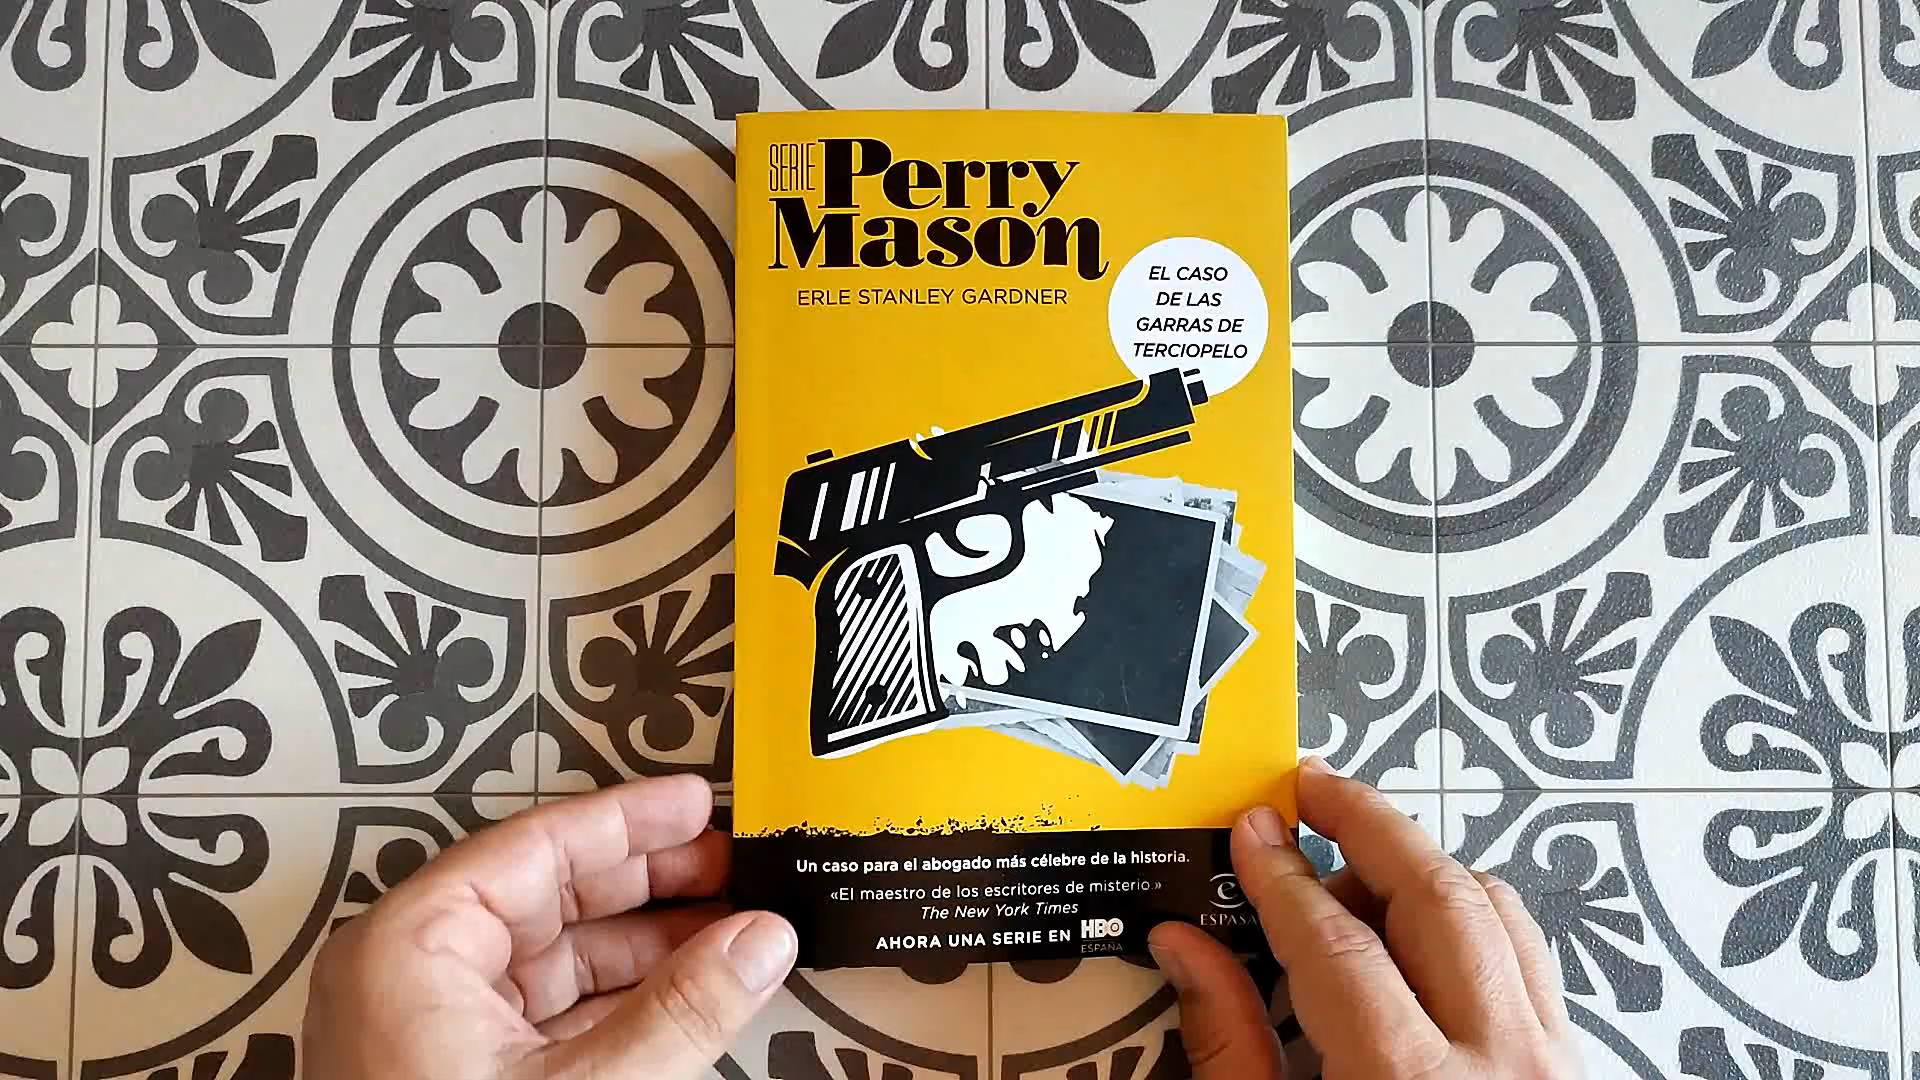 SERIE Perry
Mason
ERLE STANLEY GARDNER
EL CASO
DE LAS
GARRAS DE
TERCIOPELO
Un caso para el abogado más célebre de la historia.
«El maestro de los escritores de misterio.»
The New York Times
AHORA UNA SERIE EN HBO
ESPAÑA
e
ESPASA